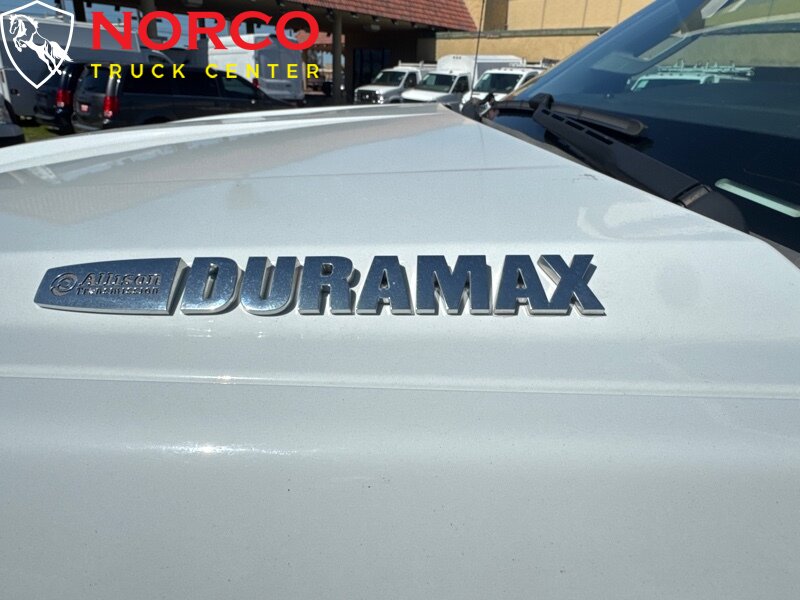 NORCO
TRUCK CENTER
Allison DURAMAX
TRANSMISSION